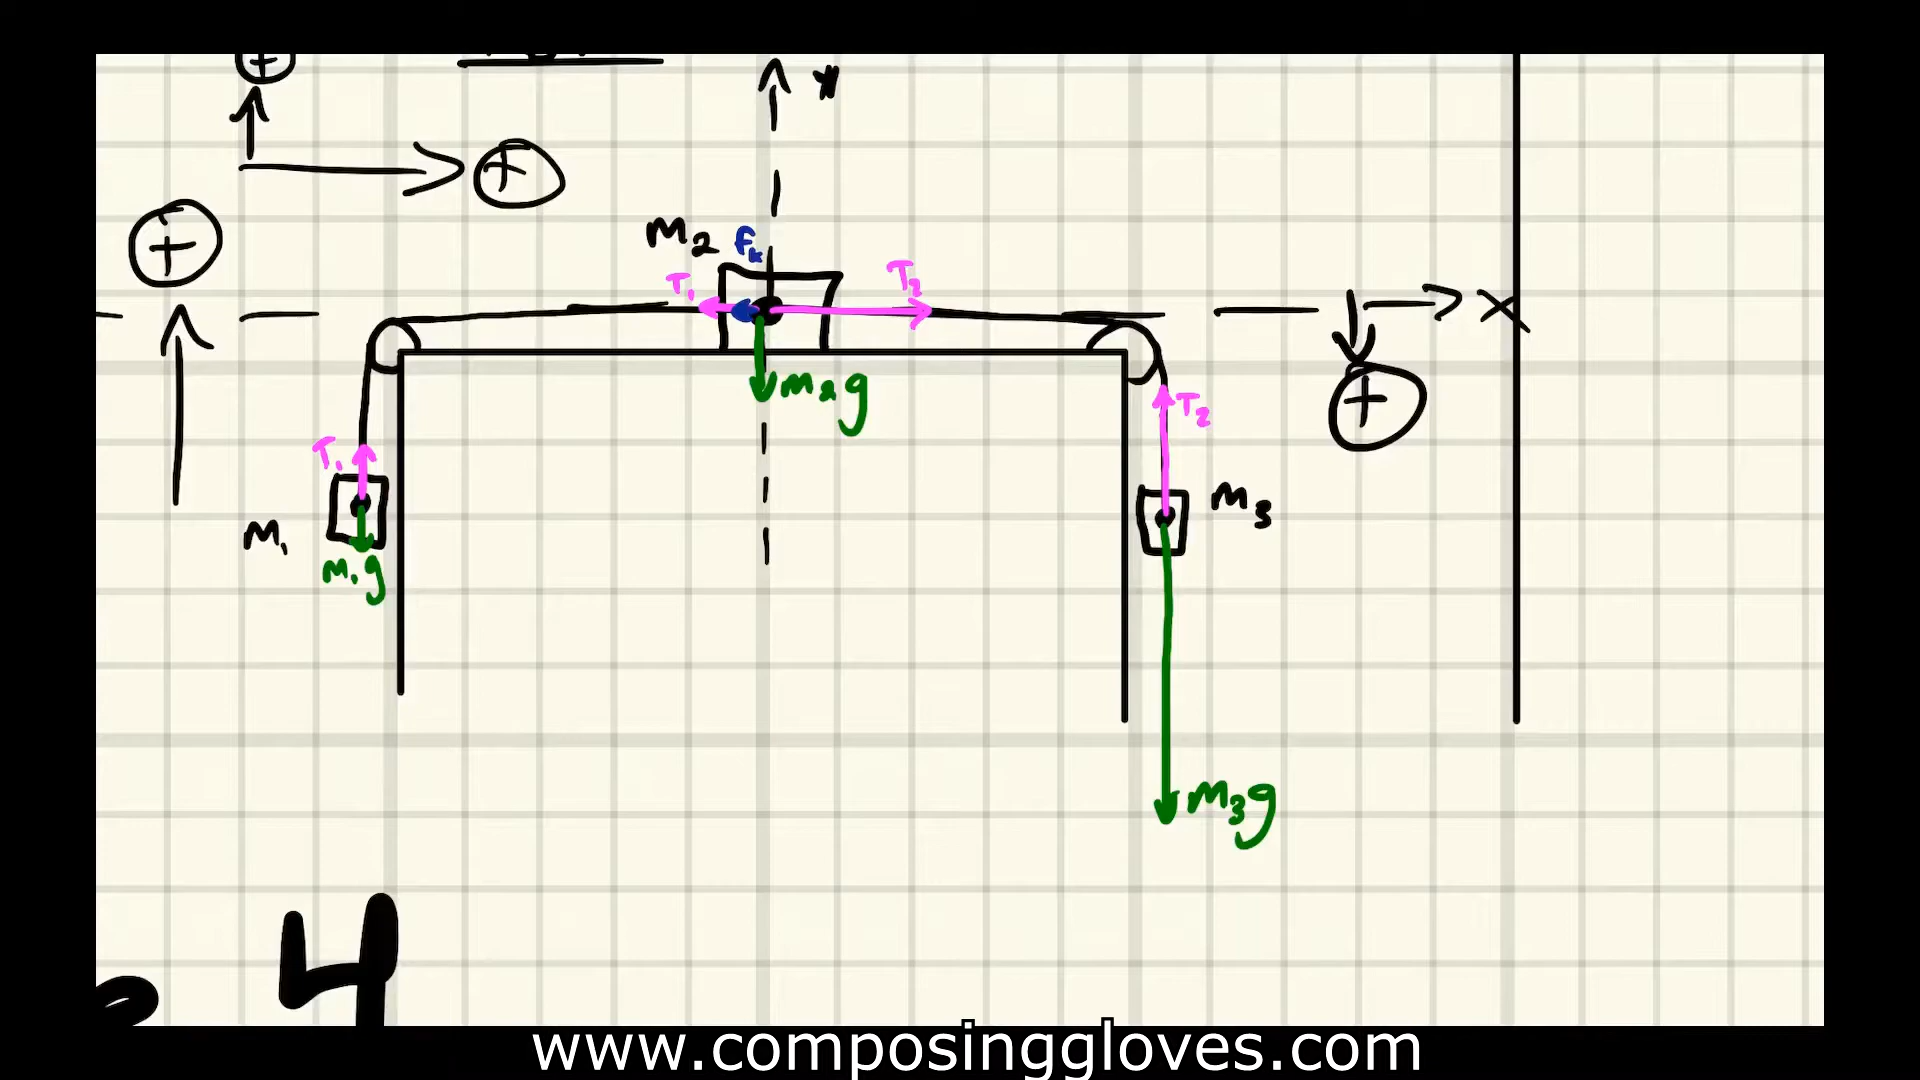 +
+
+
M2
Fk
T1
T2
X
m2g
+
T2
T1
M1
M3
m1g
m3g
4
www.composinggloves.com